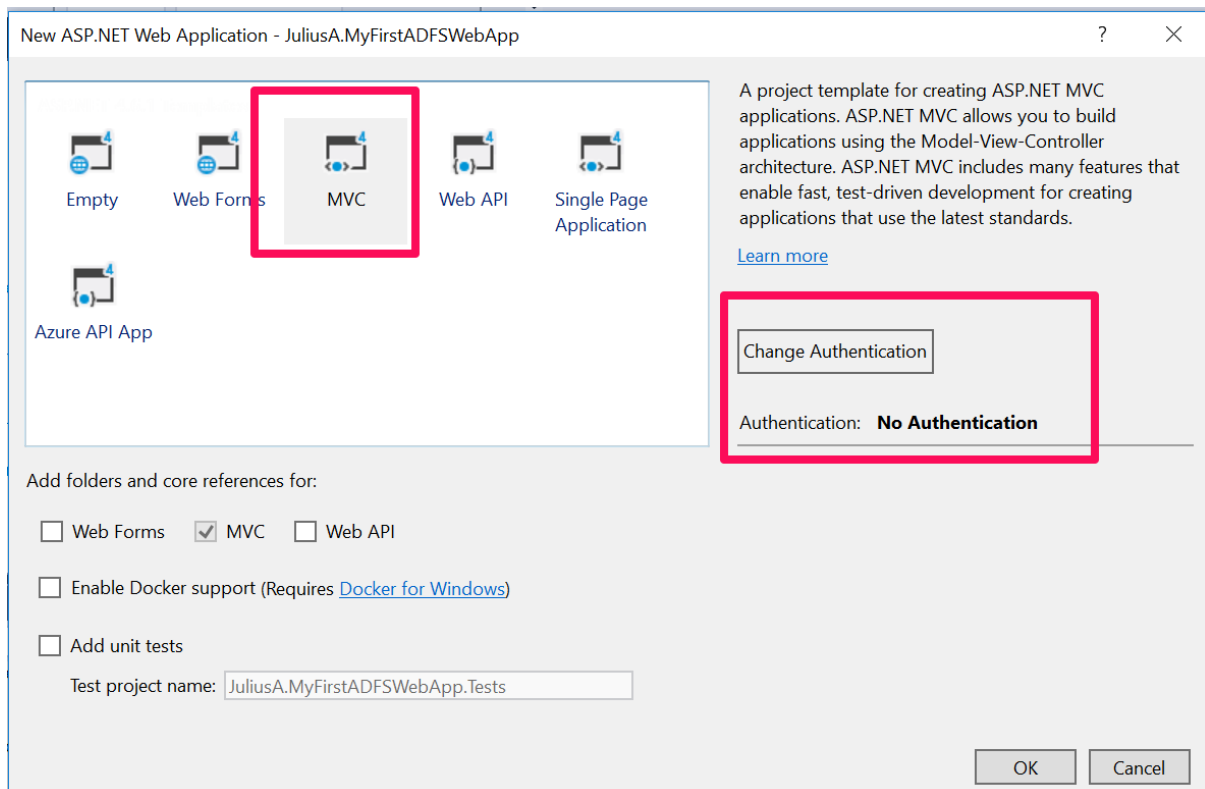 New ASP.NET Web Application - JuliusA.MyFirstADFSWebApp
?
4
4
4
4
4
Empty
Web Forms
MVC
Web API
Single Page
Application
4
Azure API App
A project template for creating ASP.NET MVC
applications. ASP.NET MVC allows you to build
applications using the Model-View-Controller
architecture. ASP.NET MVC includes many features that
enable fast, test-driven development for creating
applications that use the latest standards.
Learn more
Change Authentication
Authentication: No Authentication
Add folders and core references for:
Web Forms MVC Web API
Enable Docker support (Requires Docker for Windows)
Add unit tests
Test project name: JuliusA.MyFirstADFSWebApp.Tests
OK Cancel